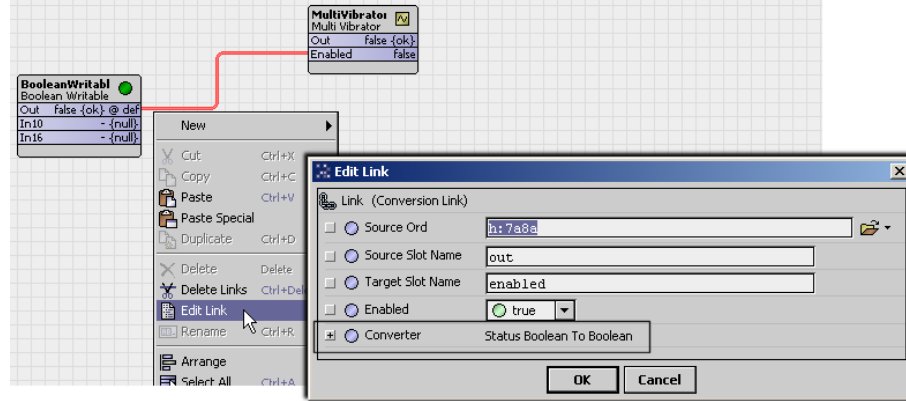 MultiVibrator
Multi Vibrator
Out false {ok}
Enabled false
BooleanWritabl
Boolean Writable
Out false {ok} @ def
In10 - {null}
In16 - {null}
New
Cut Ctrl+X
Copy Ctrl+C
Paste Ctrl+V
Paste Special
Duplicate Ctrl+D
Delete Delete
Delete Links Ctrl+Del
Edit Link
Rename Ctrl+R
Arrange
Select All Ctrl+A
Edit Link
Link (Conversion Link)
Source Ord h:7a8a
Source Slot Name out
Target Slot Name enabled
Enabled true
Converter Status Boolean To Boolean
OK Cancel